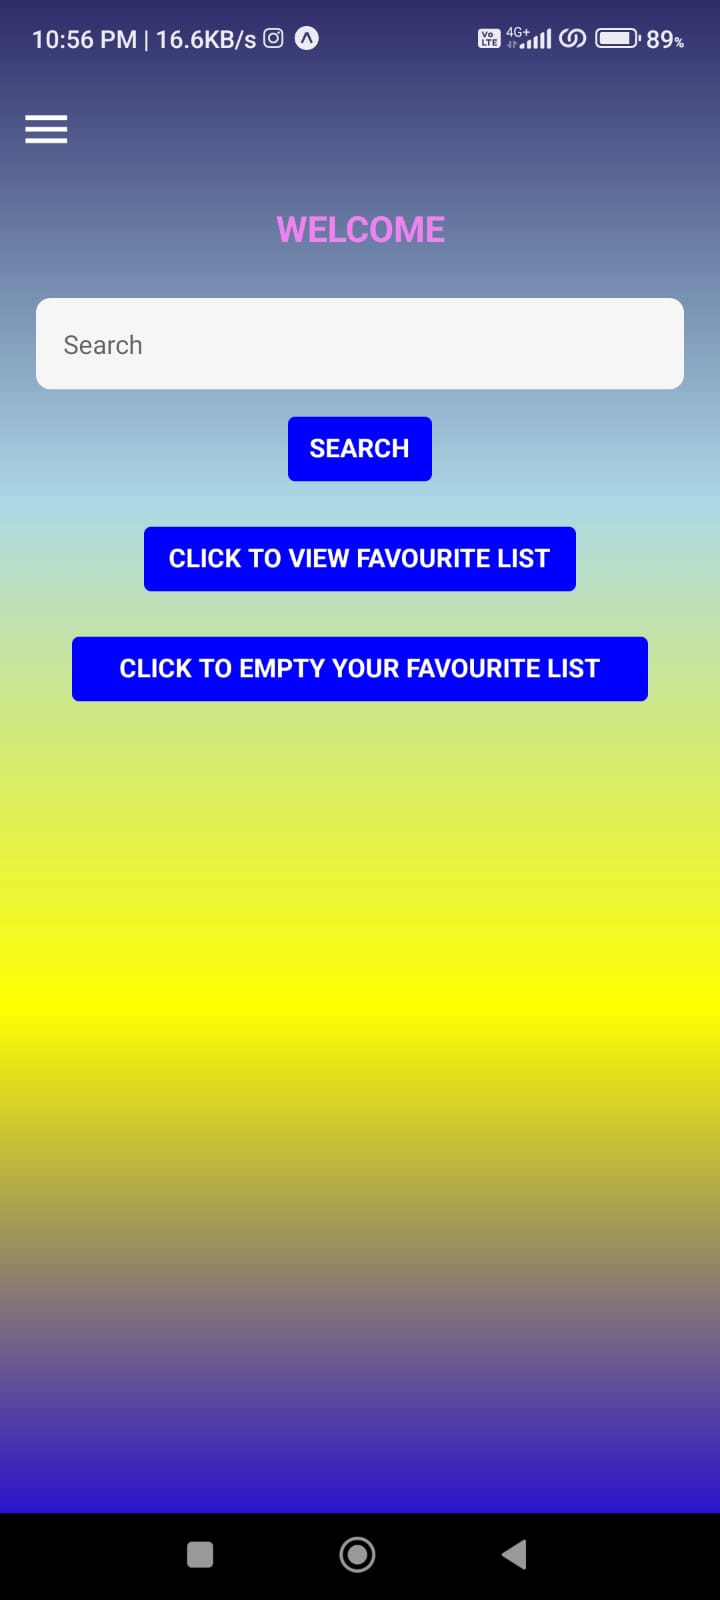 10:56 PM | 16.6KB/s Vo LTE 4G+ 89%
WELCOME
Search
SEARCH
CLICK TO VIEW FAVOURITE LIST
CLICK TO EMPTY YOUR FAVOURITE LIST